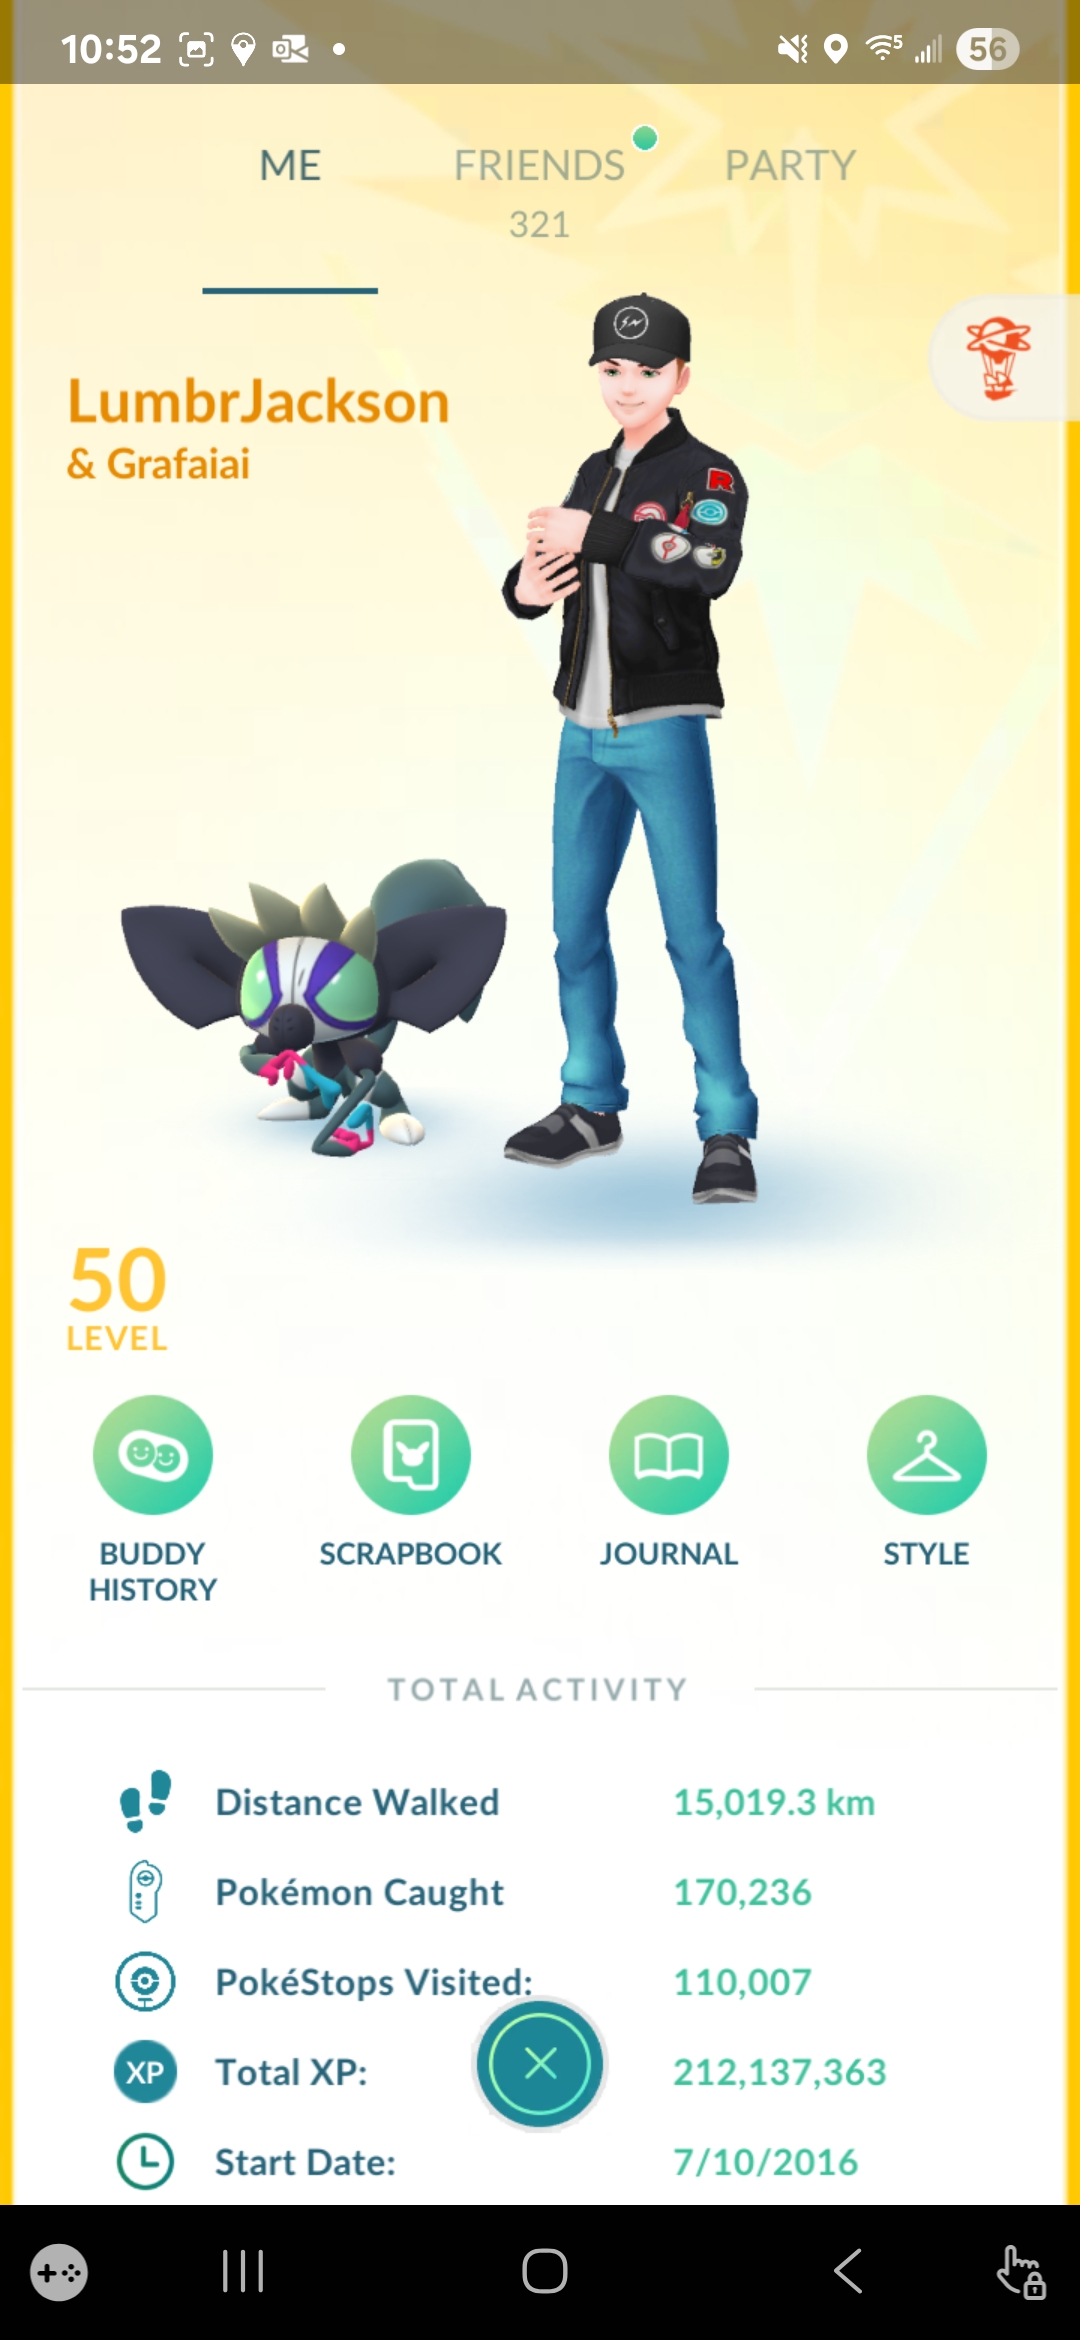 10:52
5
56
ME
FRIENDS
PARTY
321
LumbrJackson
& Grafaiai
R
50
LEVEL
BUDDY
HISTORY
SCRAPBOOK
JOURNAL
STYLE
TOTAL ACTIVITY
Distance Walked
15,019.3 km
Pokémon Caught
170,236
PokéStops Visited:
110,007
XP
Total XP:
212,137,363
Start Date:
7/10/2016